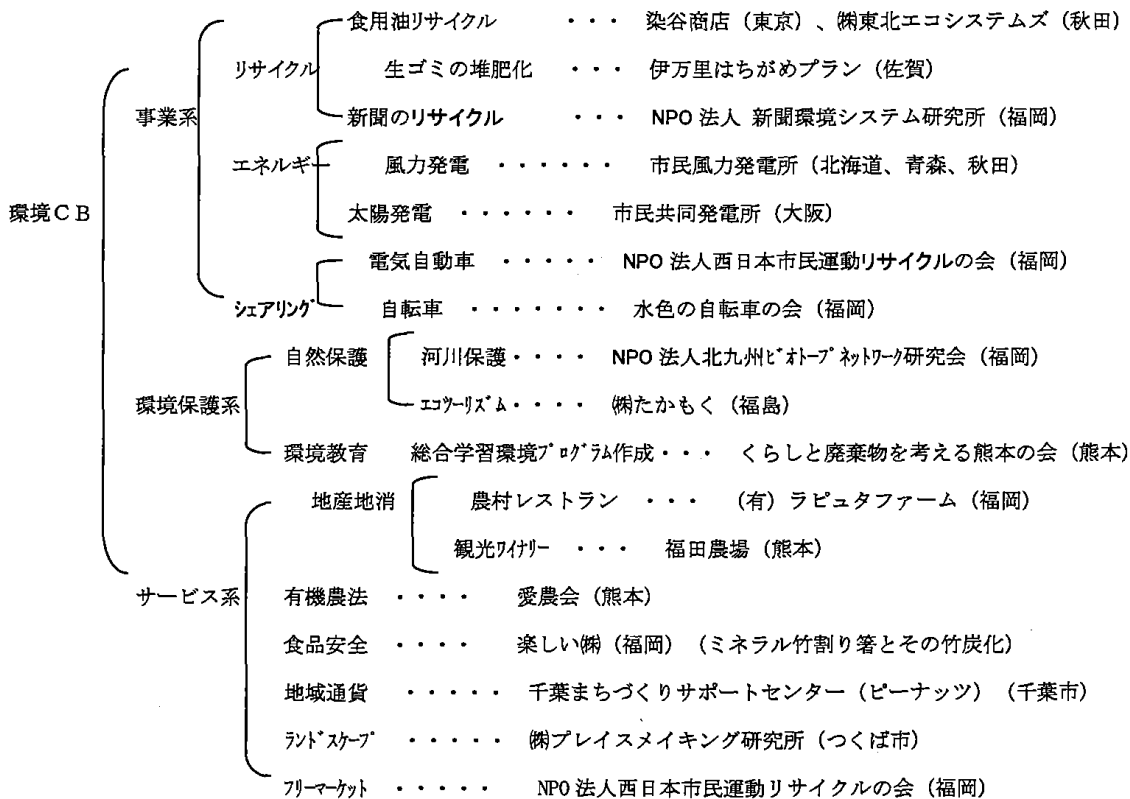 食用油リサイクル ・・・ 染谷商店(東京)、㈱東北エコシステムズ(秋田)
リサイクル 生ゴミの堆肥化 ・・・ 伊万里はちがめプラン(佐賀)
事業系 新聞のリサイクル ・・・ NPO法人 新聞環境システム研究所(福岡)
エネルギー 風力発電 ・・・・・・ 市民風力発電所(北海道、青森、秋田)
環境CB 太陽発電 ・・・・・・ 市民共同発電所(大阪)
電気自動車 ・・・・・ NPO法人西日本市民運動リサイクルの会(福岡)
シェアリング 自転車 ・・・・・・・ 水色の自転車の会(福岡)
自然保護 河川保護・・・・ NPO法人北九州ビオトープネットワーク研究会(福岡)
環境保護系 エコツーリズム・・・・ ㈱たかもく(福島)
環境教育 総合学習環境プログラム作成・・・ くらしと廃棄物を考える熊本の会(熊本)
地産地消 農村レストラン ・・・ (有)ラピュタファーム(福岡)
観光ワイナリー ・・・ 福田農場(熊本)
サービス系 有機農法 ・・・・ 愛農会(熊本)
食品安全 ・・・・ 楽しい㈱(福岡)(ミネラル竹割り箸とその竹炭化)
地域通貨 ・・・・・ 千葉まちづくりサポートセンター(ピーナッツ)(千葉市)
ランドスケープ ・・・・・ ㈱プレイスメイキング研究所(つくば市)
フリーマーケット ・・・・・ NPO法人西日本市民運動リサイクルの会(福岡)